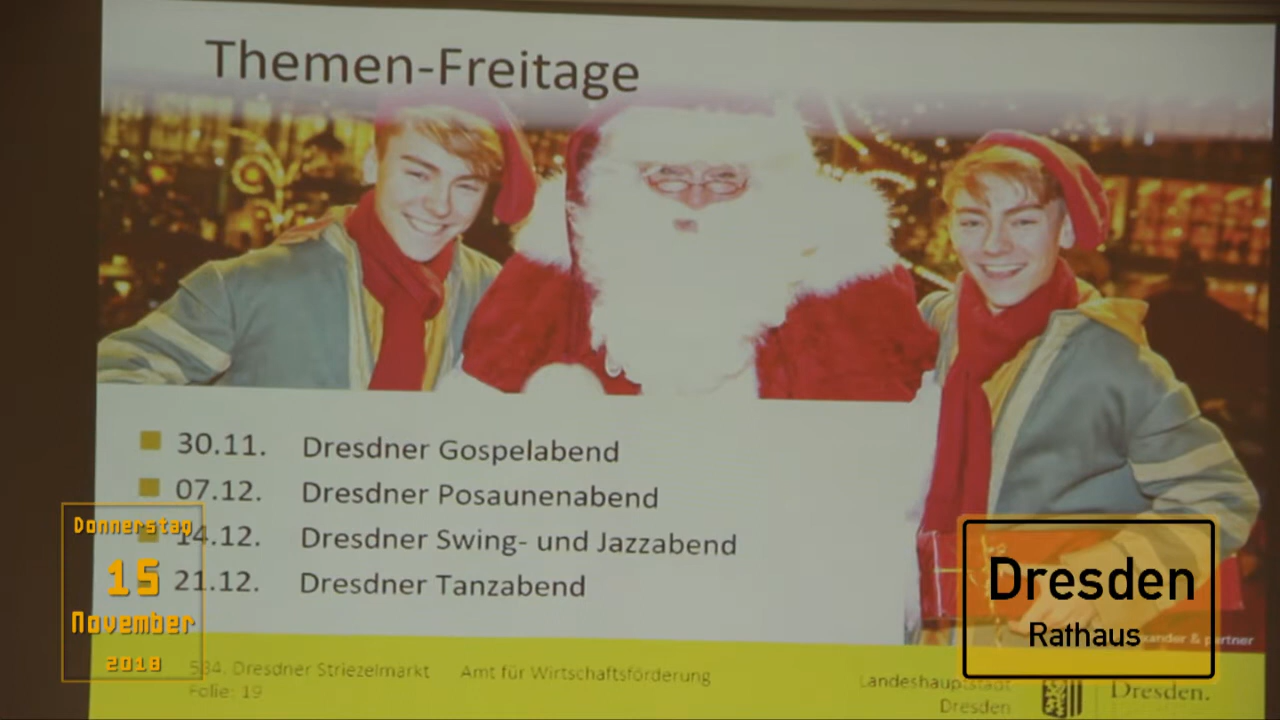 Themen-Freitage
30.11. Dresdner Gospelabend
07.12. Dresdner Posaunenabend
14.12. Dresdner Swing- und Jazzabend
21.12. Dresdner Tanzabend
Donnerstag
15
November
2018
Dresden
Rathaus
& partner
584. Dresdner Striezelmarkt Amt für Wirtschaftsförderung
Folie: 19
Landeshauptstadt
Dresden
Dresden.